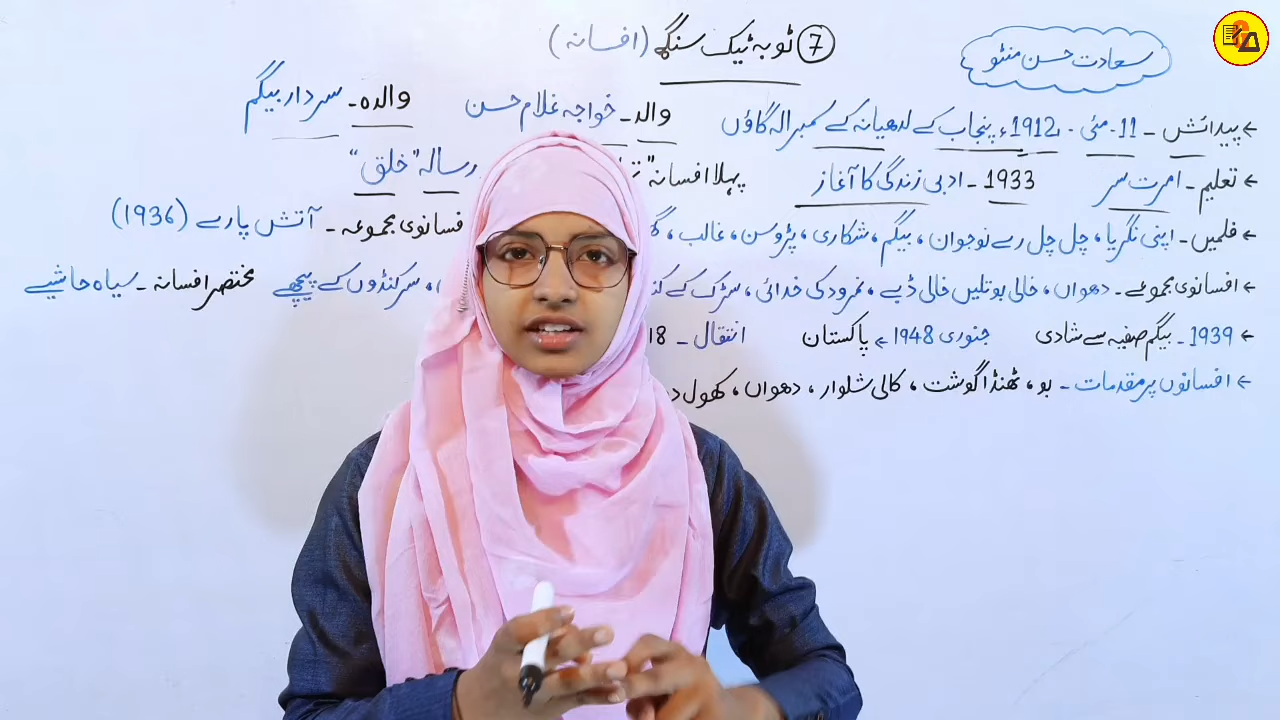 سعادت حسن منٹو
⑦ ٹوبہ ٹیک سنگھ (افسانہ)
← پیدائش ـ 11 ـ مئی ـ 1912ء پنجاب کے لدھیانہ کے کمبرالہ گاؤں والد ـ خواجہ غلام حسن والدہ ـ سردار بیگم
← تعلیم ـ امرت سر 1933 ـ ادبی زندگی کا آغاز پہلا افسانہ " رسالہ "خلق"
← فلمیں ـ اپنی نگریا، چل چل رے نوجوان، بیگم، شکاری، پڑوسن، غالب، فسانوی مجموعہ ـ آتش پارے (1936)
← افسانوی مجموعے ـ دھواں، خالی بوتلیں خالی ڈبے، نمرود کی خدائی، سڑک کے ، سرکنڈوں کے پیچھے مختصر افسانہ ـ سیاہ حاشیے
← 1939 ـ بیگم صفیہ سے شادی جنوری 1948 ← پاکستان انتقال ـ 18
← افسانوں پر مقدمات ـ بو، ٹھنڈا گوشت، کالی شلوار، دھواں، کھول د